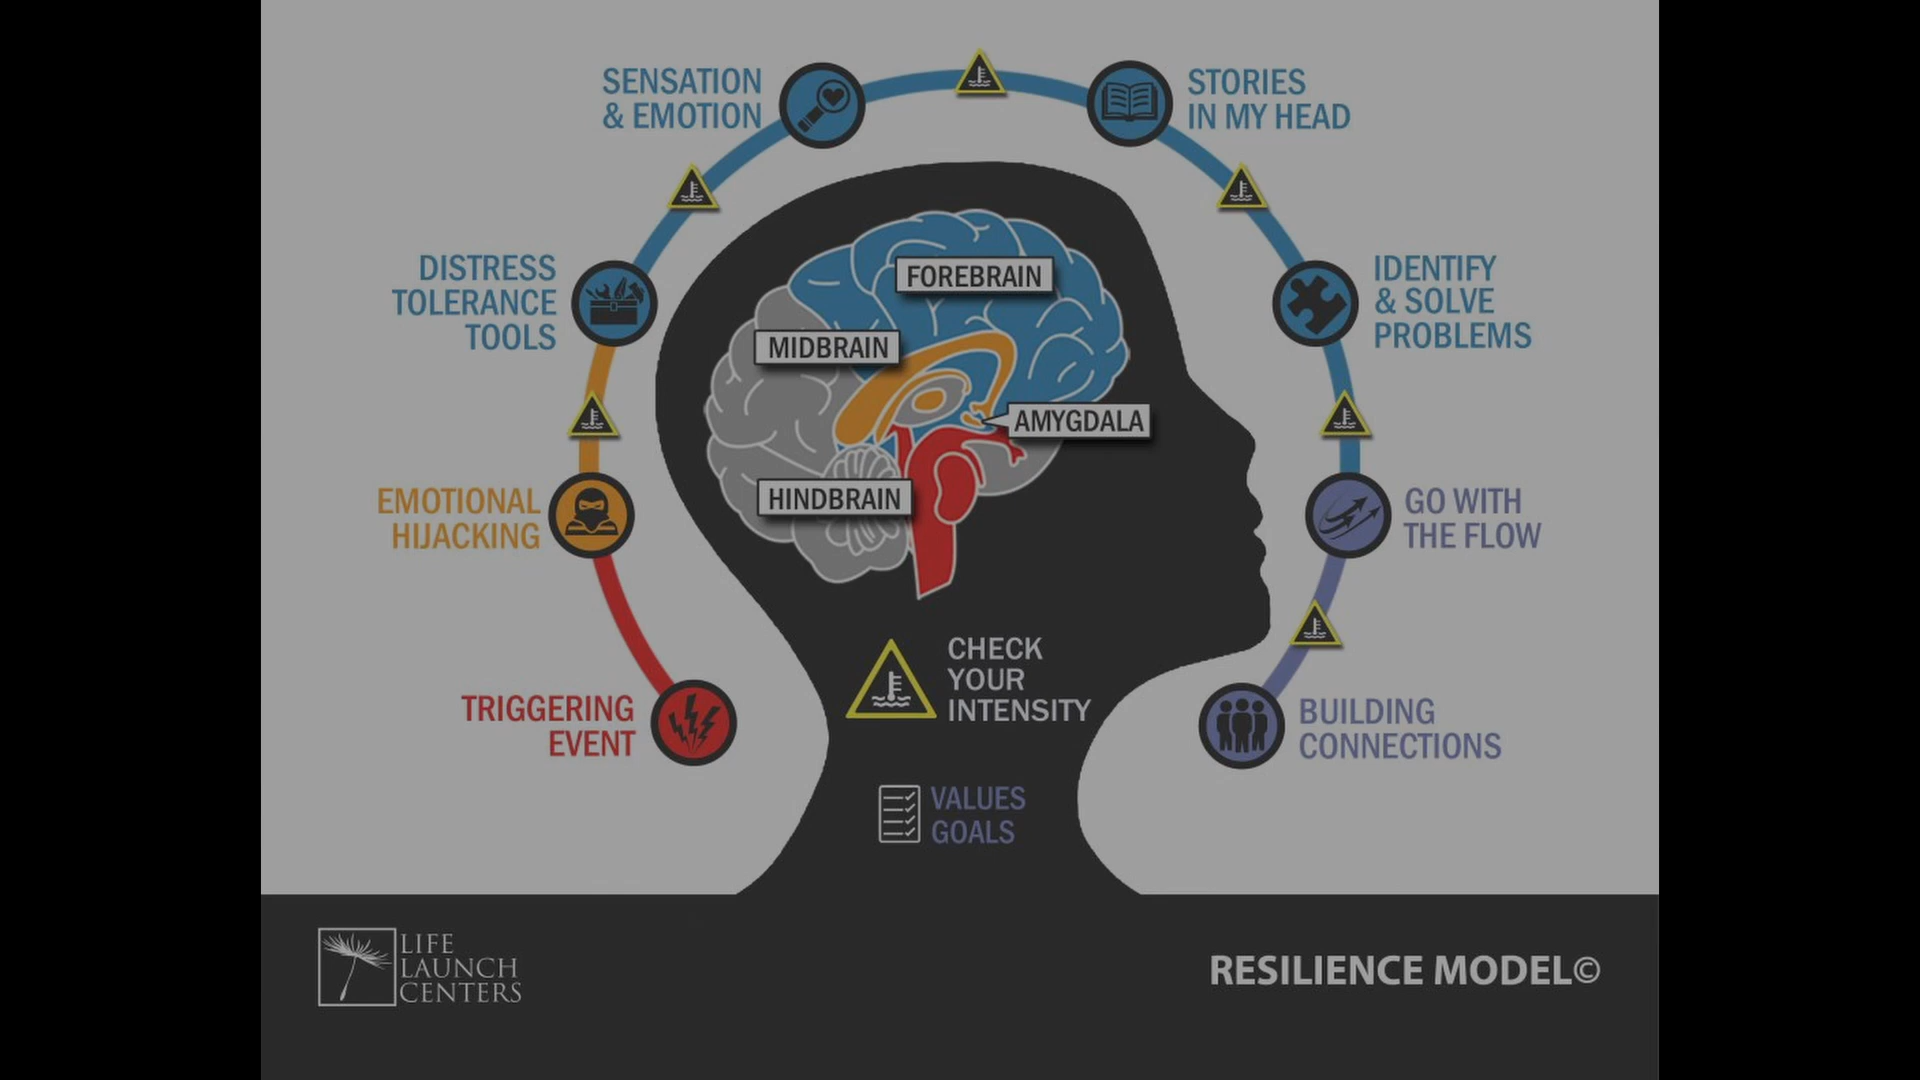 SENSATION
& EMOTION
STORIES
IN MY HEAD
DISTRESS
TOLERANCE
TOOLS
FOREBRAIN
IDENTIFY
& SOLVE
PROBLEMS
MIDBRAIN
AMYGDALA
EMOTIONAL
HIJACKING
HINDBRAIN
GO WITH
THE FLOW
CHECK
YOUR
INTENSITY
TRIGGERING
EVENT
BUILDING
CONNECTIONS
VALUES
GOALS
LIFE
LAUNCH
CENTERS
RESILIENCE MODEL©